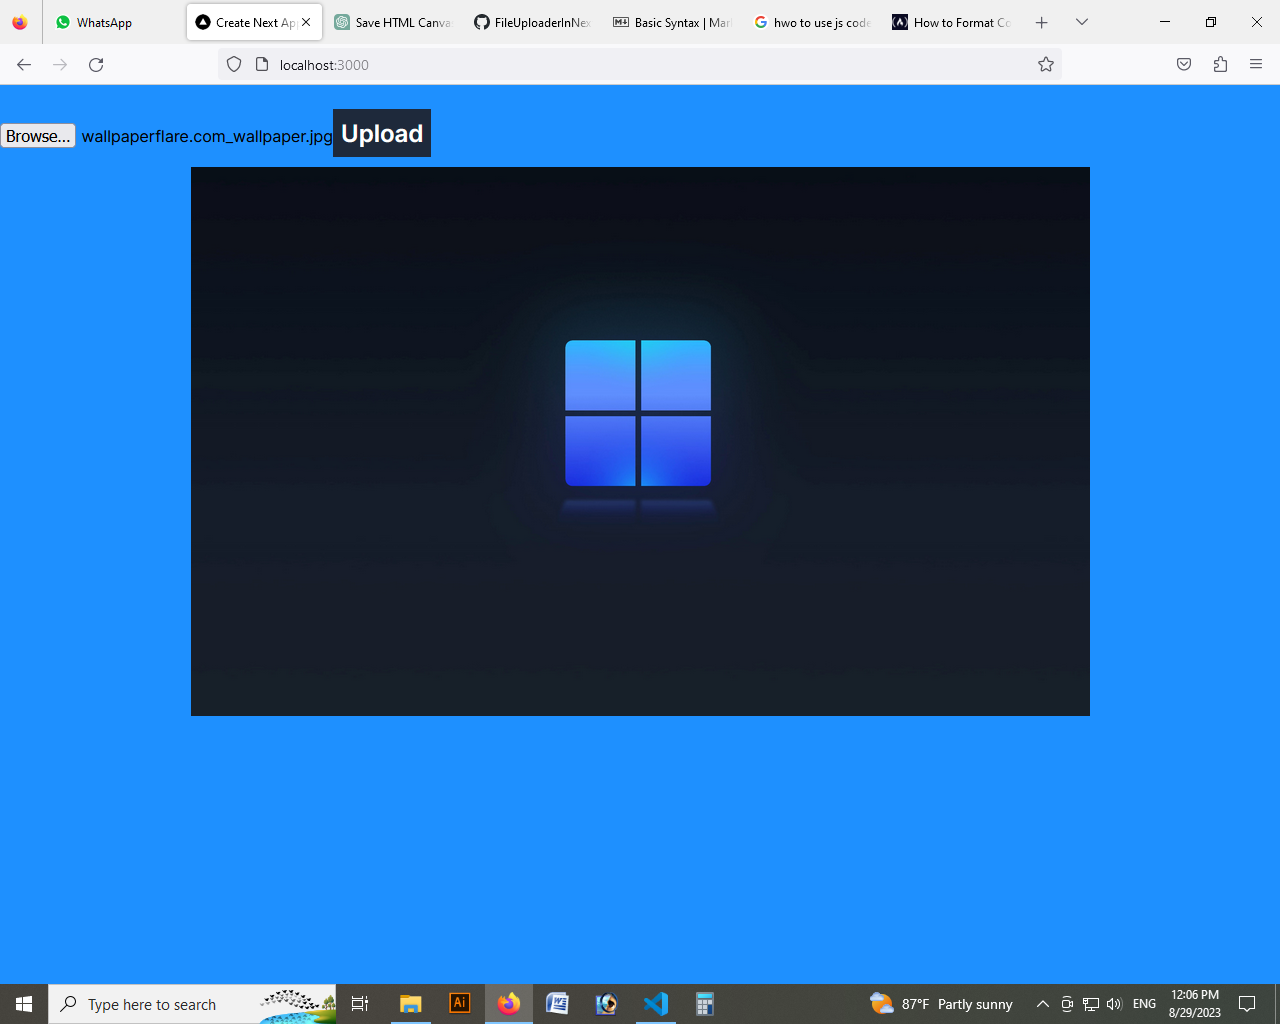 WhatsApp
Create Next Ap
Save HTML Canva
FileUploaderInNex
Basic Syntax | Mar
hwo to use js code
How to Format Co
localhost:3000
Browse... wallpaperflare.com_wallpaper.jpg Upload
Type here to search
Ai
W
87°F Partly sunny
ENG
12:06 PM
8/29/2023